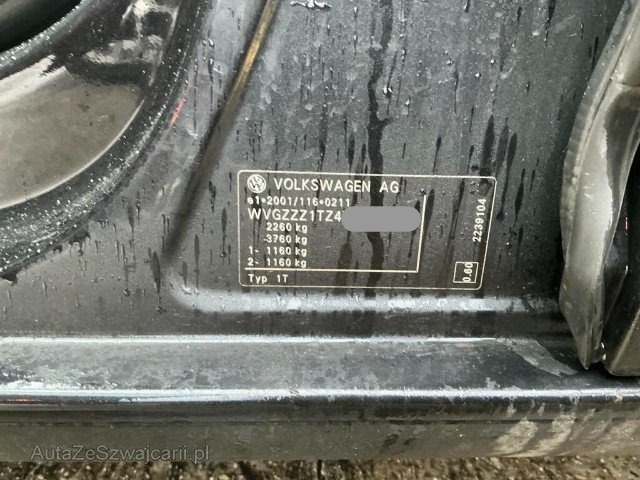 VOLKSWAGEN AG
e1*2001/116*0211
WVGZZZ1TZ4
2260 kg
3760 kg
1- 1160 kg
2- 1160 kg
Typ 1T
0.60
2239104
AutaZeSzwajcarii.pl